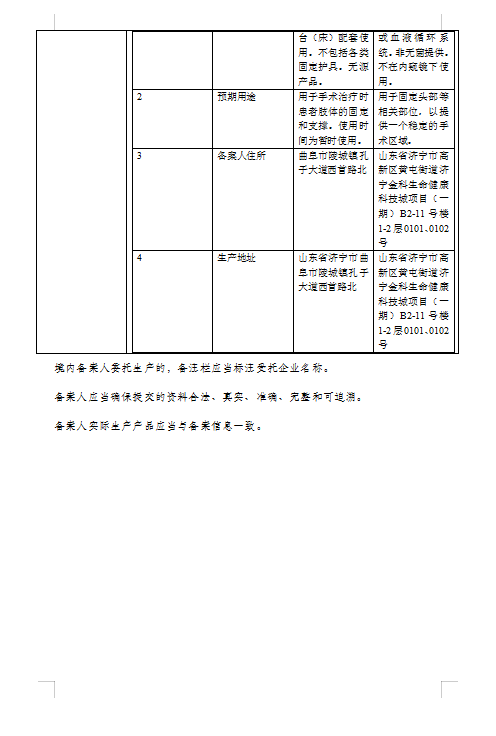 台（床）配套使
用。不包括各类
固定护具。无源
产品。
或血液循环系
统。非无菌提供。
不在内窥镜下使
用。
2
预期用途
用于手术治疗时
患者肢体的固定
和支撑。使用时
间为暂时使用。
用于固定头部等
相关部位，以提
供一个稳定的手
术区域。
3
备案人住所
曲阜市陵城镇孔
子大道西首路北
山东省济宁市高
新区黄屯街道济
宁金科生命健康
科技城项目（一
期）B2-11 号楼
1-2 层 0101、0102
号
4
生产地址
山东省济宁市曲
阜市陵城镇孔子
大道西首路北
山东省济宁市高
新区黄屯街道济
宁金科生命健康
科技城项目（一
期）B2-11 号楼
1-2 层 0101、0102
号
境内备案人委托生产的，备注栏应当标注受托企业名称。
备案人应当确保提交的资料合法、真实、准确、完整和可追溯。
备案人实际生产产品应当与备案信息一致。